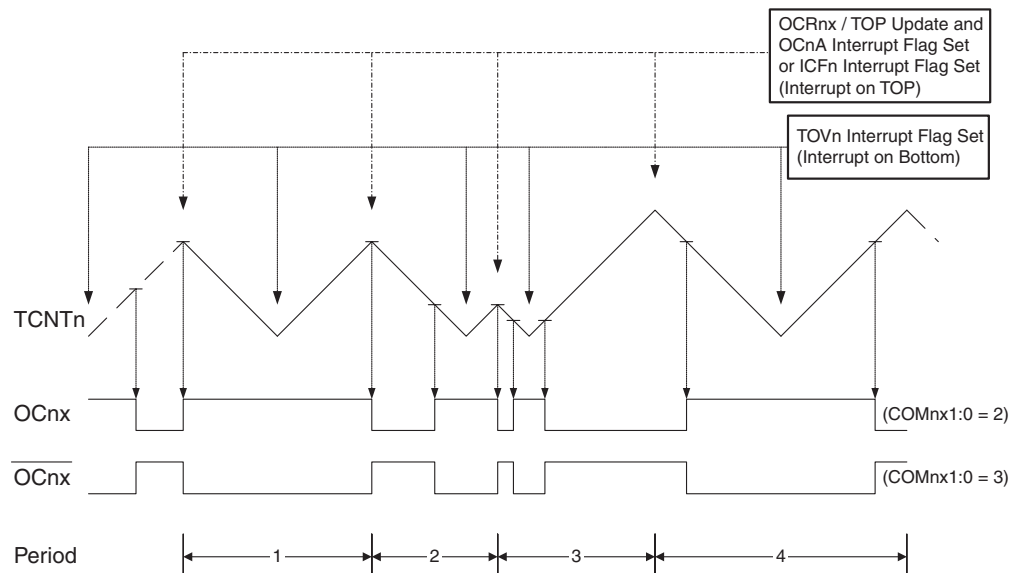 OCRnx / TOP Update and
OCnA Interrupt Flag Set
or ICFn Interrupt Flag Set
(Interrupt on TOP)
TOVn Interrupt Flag Set
(Interrupt on Bottom)
TCNTn
OCnx
(COMnx1:0 = 2)
OCnx
(COMnx1:0 = 3)
Period
1
2
3
4